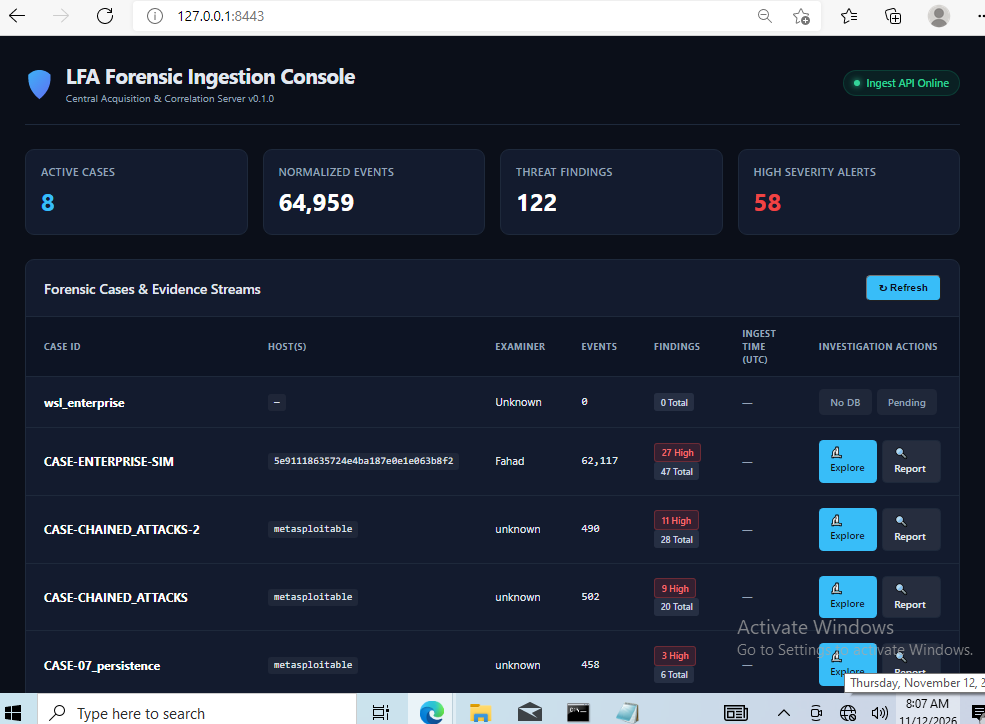 127.0.0.1:8443
LFA Forensic Ingestion Console
Central Acquisition & Correlation Server v0.1.0
Ingest API Online
ACTIVE CASES
8
NORMALIZED EVENTS
64,959
THREAT FINDINGS
122
HIGH SEVERITY ALERTS
58
Forensic Cases & Evidence Streams
↻ Refresh
CASE ID HOST(S) EXAMINER EVENTS FINDINGS INGEST TIME (UTC) INVESTIGATION ACTIONS
wsl_enterprise — Unknown 0 0 Total — No DB Pending
CASE-ENTERPRISE-SIM 5e91118635724e4ba187e0e1e063b8f2 Fahad 62,117 27 High 47 Total — Explore Report
CASE-CHAINED_ATTACKS-2 metasploitable unknown 490 11 High 28 Total — Explore Report
CASE-CHAINED_ATTACKS metasploitable unknown 502 9 High 20 Total — Explore Report
CASE-07_persistence metasploitable unknown 458 3 High 6 Total — Explore Report
Activate Windows
Go to Settings to activate Windows.
Thursday, November 12, 2
Type here to search
8:07 AM
11/12/2026